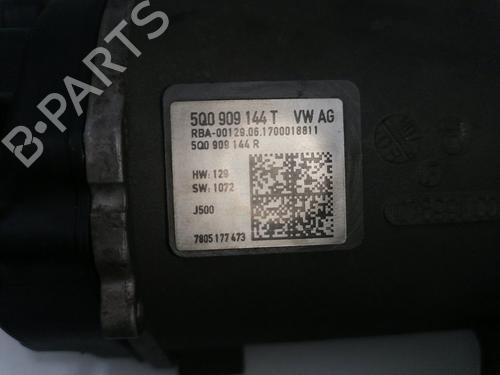 B-PARTS
5Q0 909 144 T VW AG
RBA-00129.06.1700018811
5Q0 909 144 R
HW: 129
SW: 1072
J500
7805 177 473